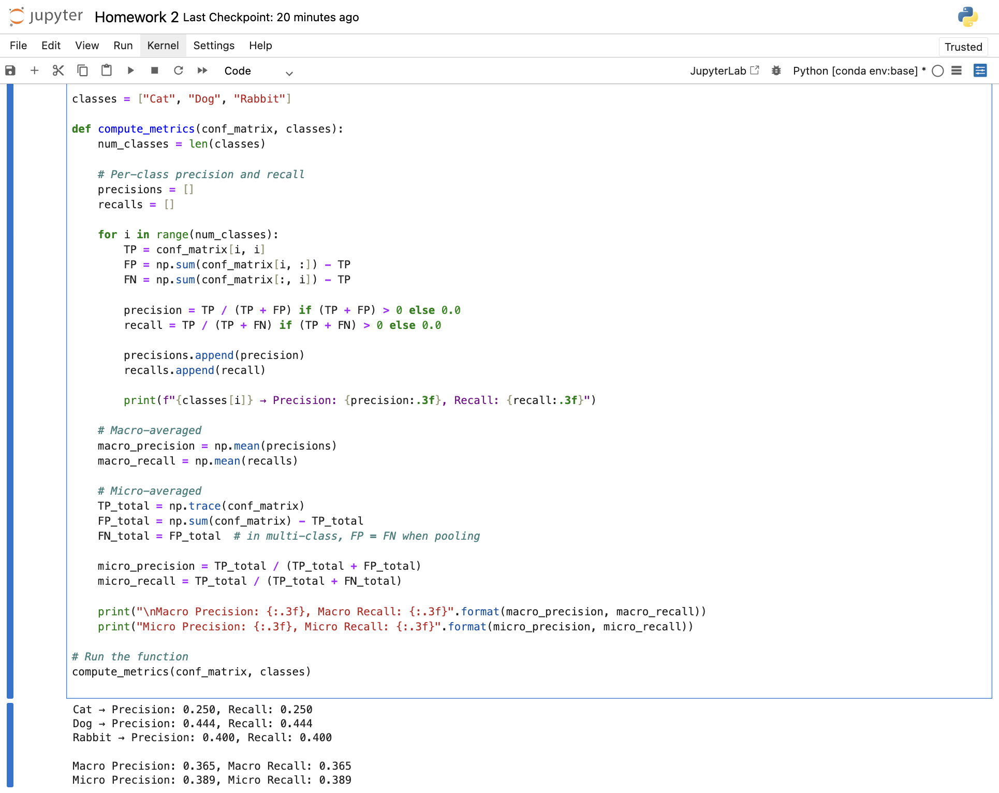 jupyter Homework 2 Last Checkpoint: 20 minutes ago
File Edit View Run Kernel Settings Help Trusted
Code JupyterLab Python [conda env:base] *
classes = ["Cat", "Dog", "Rabbit"]

def compute_metrics(conf_matrix, classes):
    num_classes = len(classes)

    # Per-class precision and recall
    precisions = []
    recalls = []

    for i in range(num_classes):
        TP = conf_matrix[i, i]
        FP = np.sum(conf_matrix[i, :]) - TP
        FN = np.sum(conf_matrix[:, i]) - TP

        precision = TP / (TP + FP) if (TP + FP) > 0 else 0.0
        recall = TP / (TP + FN) if (TP + FN) > 0 else 0.0

        precisions.append(precision)
        recalls.append(recall)

        print(f"{classes[i]} → Precision: {precision:.3f}, Recall: {recall:.3f}")

    # Macro-averaged
    macro_precision = np.mean(precisions)
    macro_recall = np.mean(recalls)

    # Micro-averaged
    TP_total = np.trace(conf_matrix)
    FP_total = np.sum(conf_matrix) - TP_total
    FN_total = FP_total  # in multi-class, FP = FN when pooling

    micro_precision = TP_total / (TP_total + FP_total)
    micro_recall = TP_total / (TP_total + FN_total)

    print("\nMacro Precision: {:.3f}, Macro Recall: {:.3f}".format(macro_precision, macro_recall))
    print("Micro Precision: {:.3f}, Micro Recall: {:.3f}".format(micro_precision, micro_recall))

# Run the function
compute_metrics(conf_matrix, classes)

Cat → Precision: 0.250, Recall: 0.250
Dog → Precision: 0.444, Recall: 0.444
Rabbit → Precision: 0.400, Recall: 0.400

Macro Precision: 0.365, Macro Recall: 0.365
Micro Precision: 0.389, Micro Recall: 0.389